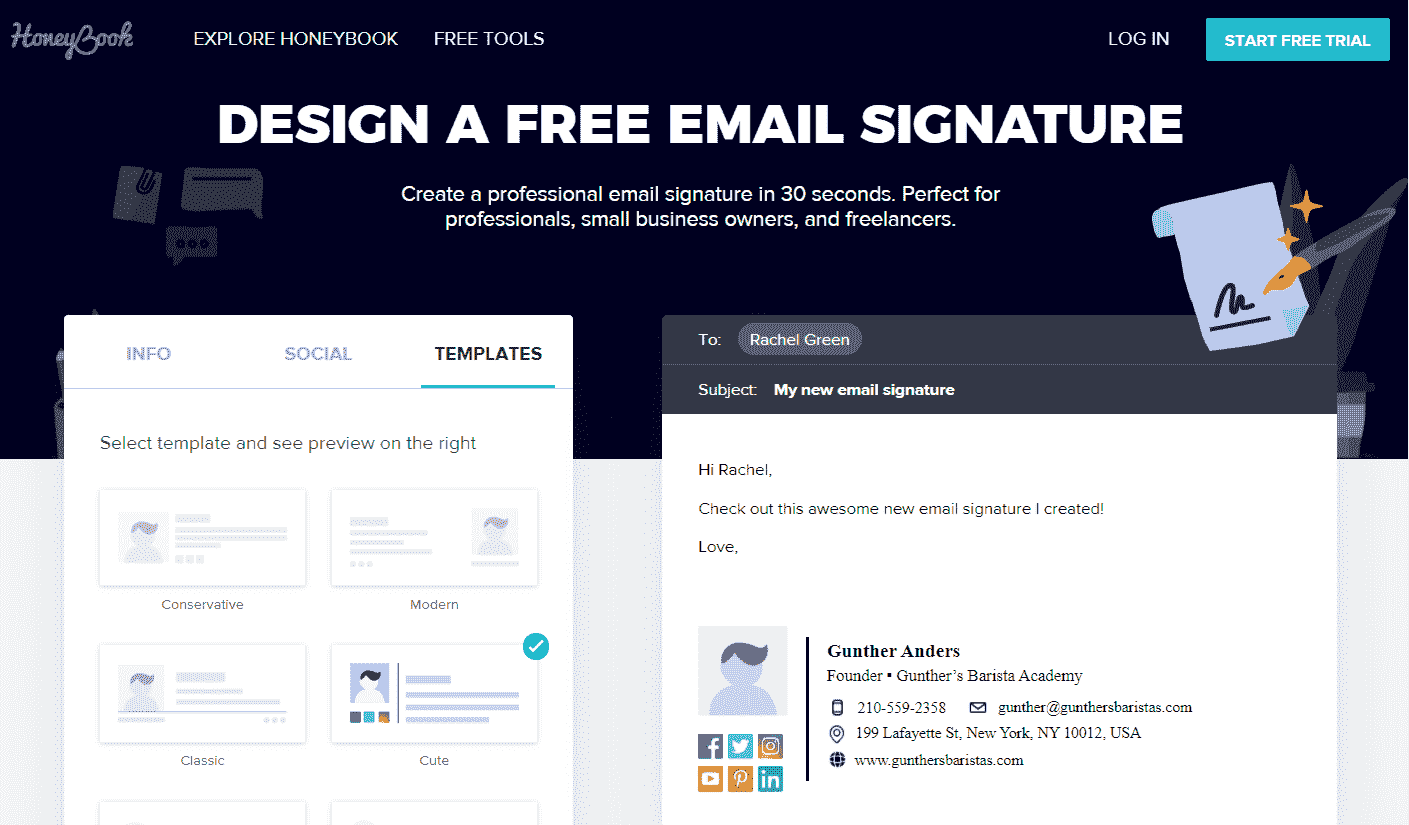 HoneyBook
EXPLORE HONEYBOOK
FREE TOOLS
LOG IN
START FREE TRIAL
DESIGN A FREE EMAIL SIGNATURE
Create a professional email signature in 30 seconds. Perfect for
professionals, small business owners, and freelancers.
INFO
SOCIAL
TEMPLATES
Select template and see preview on the right
Conservative
Modern
Classic
Cute
To: Rachel Green
Subject: My new email signature
Hi Rachel,
Check out this awesome new email signature I created!
Love,
Gunther Anders
Founder ▪ Gunther’s Barista Academy
210-559-2358 gunther@gunthersbaristas.com
199 Lafayette St, New York, NY 10012, USA
www.gunthersbaristas.com